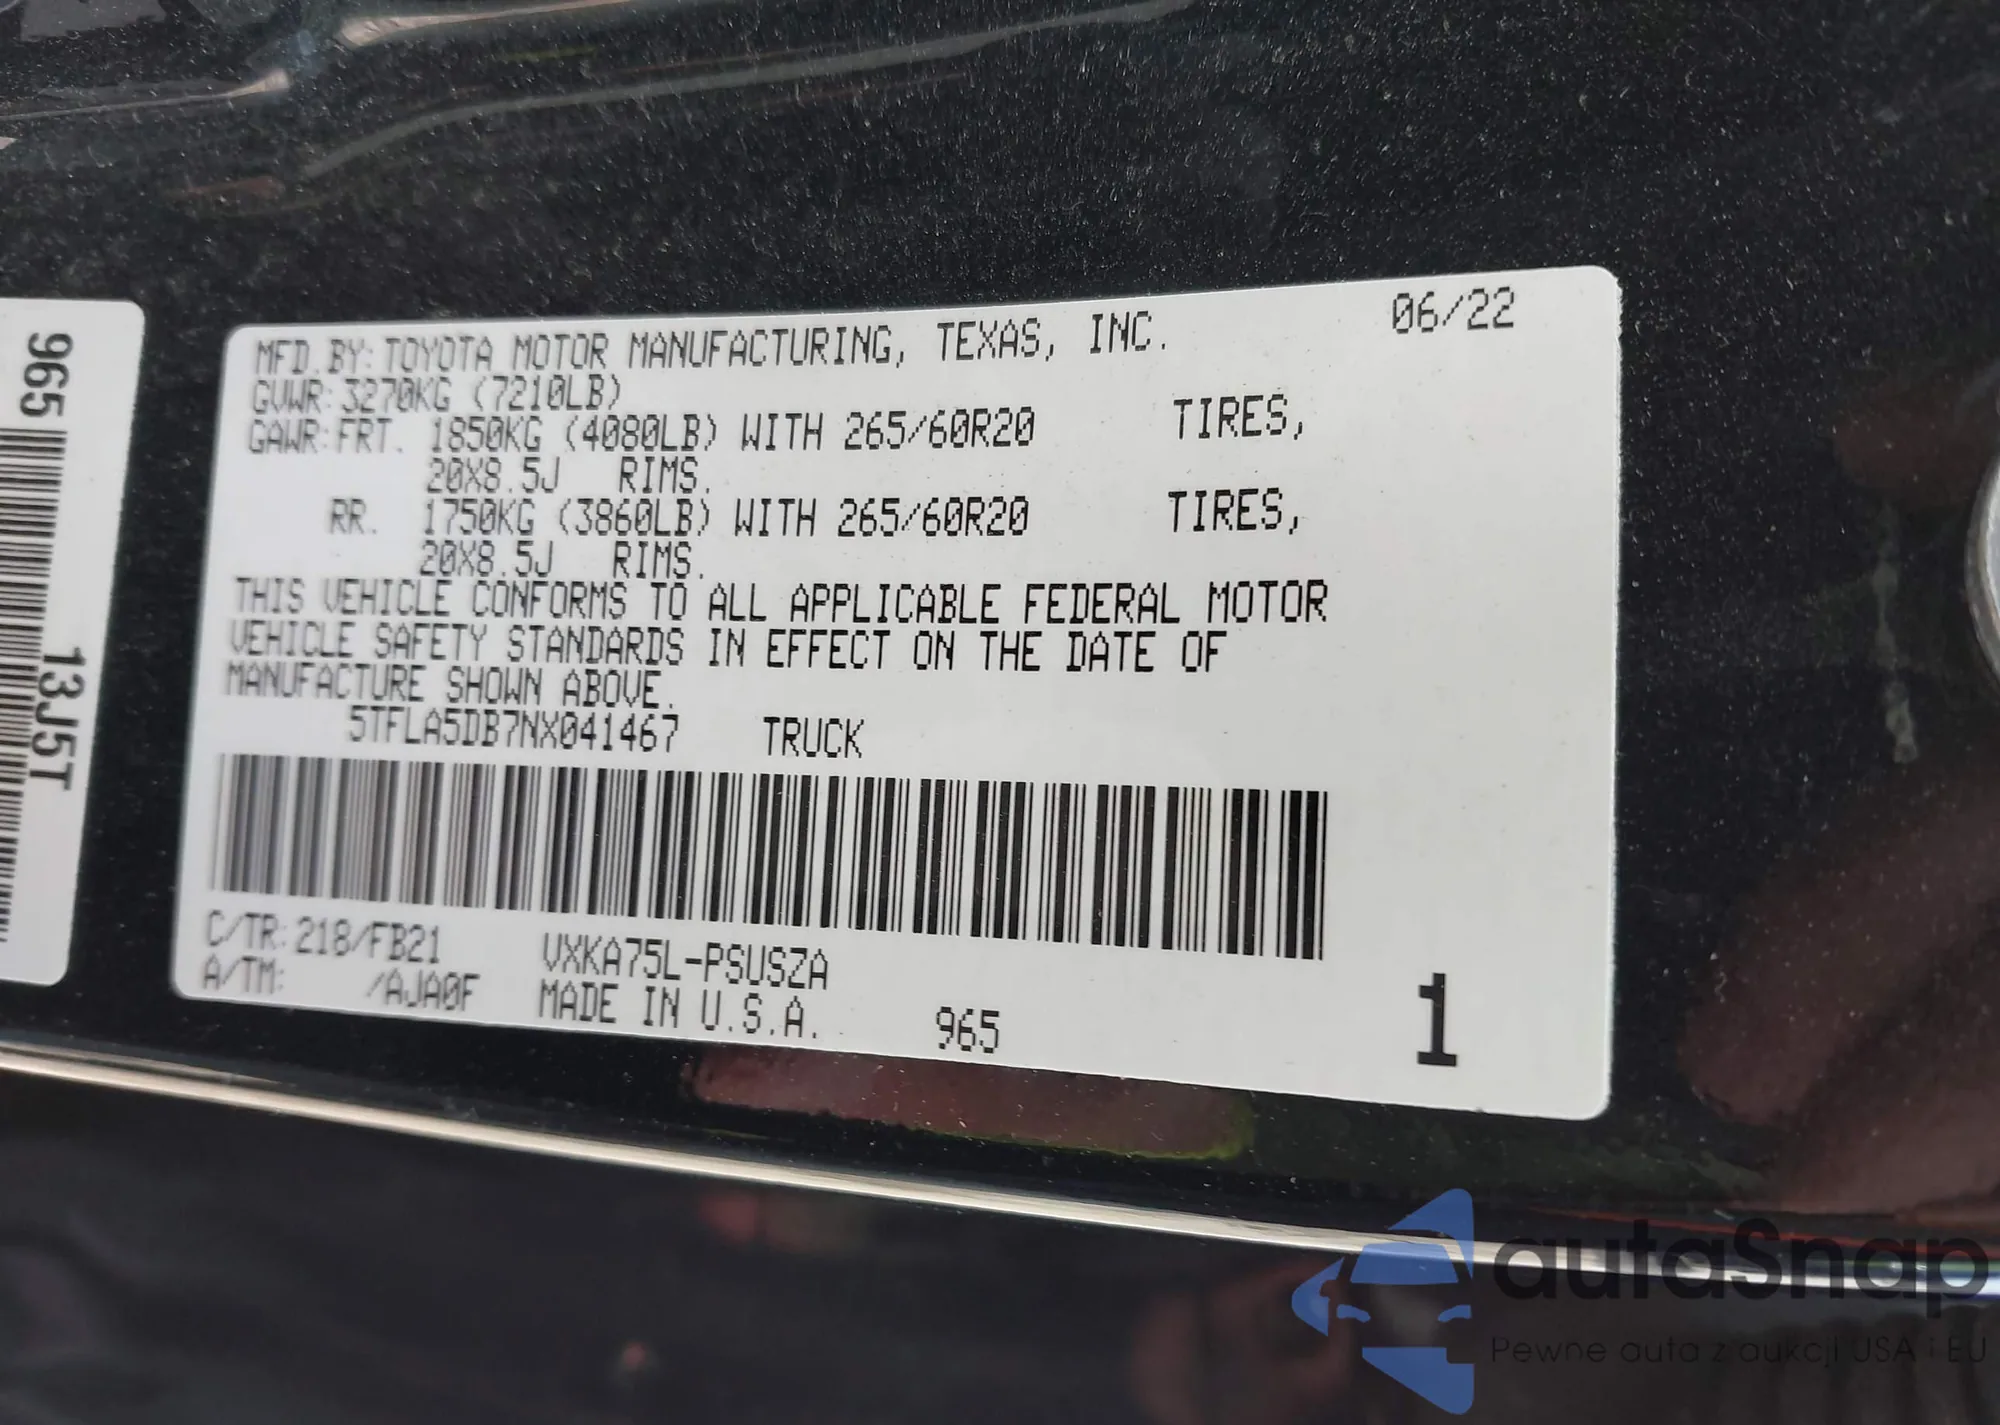 965
13J5T
MFD.BY: TOYOTA MOTOR MANUFACTURING, TEXAS, INC. 06/22
GVWR: 3270KG (7210LB)
GAWR: FRT. 1850KG (4080LB) WITH 265/60R20 TIRES,
20X8.5J RIMS.
RR. 1750KG (3860LB) WITH 265/60R20 TIRES,
20X8.5J RIMS.
THIS VEHICLE CONFORMS TO ALL APPLICABLE FEDERAL MOTOR
VEHICLE SAFETY STANDARDS IN EFFECT ON THE DATE OF
MANUFACTURE SHOWN ABOVE.
5TFLA5DB7NX041467 TRUCK
C/TR: 218/FB21 VXKA75L-PSUSZA
A/TM: /AJA0F MADE IN U.S.A. 965 1
autaSnap
Pewne auta z aukcji USA i EU